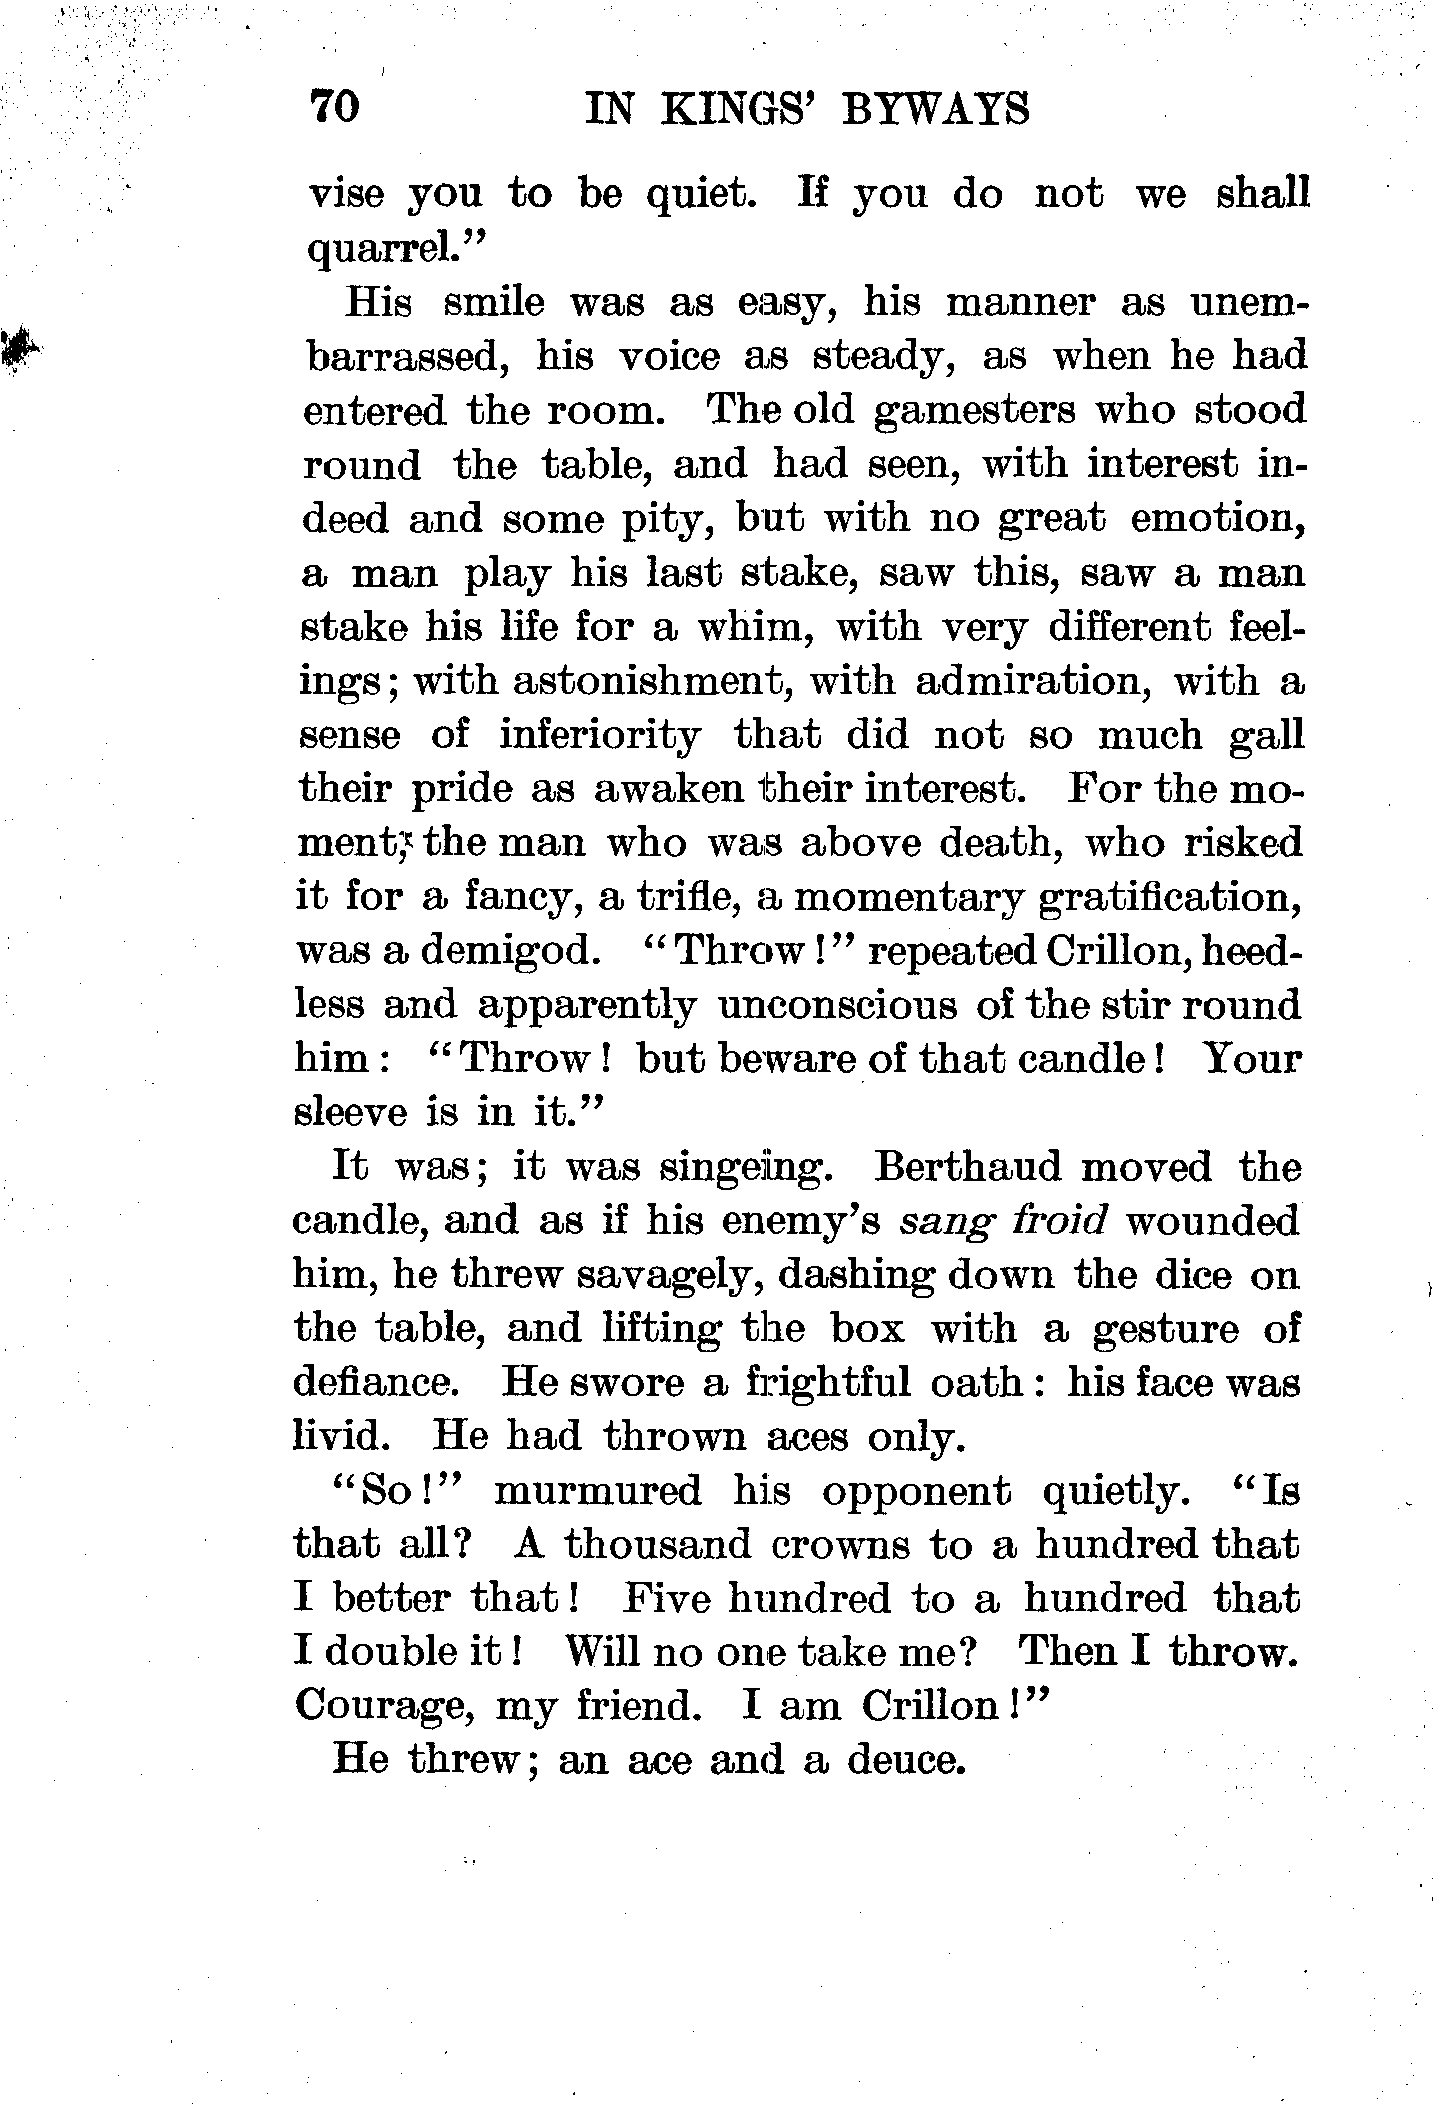 70 IN KINGS' BYWAYS
vise you to be quiet. If you do not we shall
quarrel."
His smile was as easy, his manner as unem-
barrassed, his voice as steady, as when he had
entered the room. The old gamesters who stood
round the table, and had seen, with interest in-
deed and some pity, but with no great emotion,
a man play his last stake, saw this, saw a man
stake his life for a whim, with very different feel-
ings; with astonishment, with admiration, with a
sense of inferiority that did not so much gall
their pride as awaken their interest. For the mo-
ment, the man who was above death, who risked
it for a fancy, a trifle, a momentary gratification,
was a demigod. "Throw!" repeated Crillon, heed-
less and apparently unconscious of the stir round
him: "Throw! but beware of that candle! Your
sleeve is in it."
It was; it was singeing. Berthaud moved the
candle, and as if his enemy's sang froid wounded
him, he threw savagely, dashing down the dice on
the table, and lifting the box with a gesture of
defiance. He swore a frightful oath: his face was
livid. He had thrown aces only.
"So!" murmured his opponent quietly. "Is
that all? A thousand crowns to a hundred that
I better that! Five hundred to a hundred that
I double it! Will no one take me? Then I throw.
Courage, my friend. I am Crillon!"
He threw; an ace and a deuce.